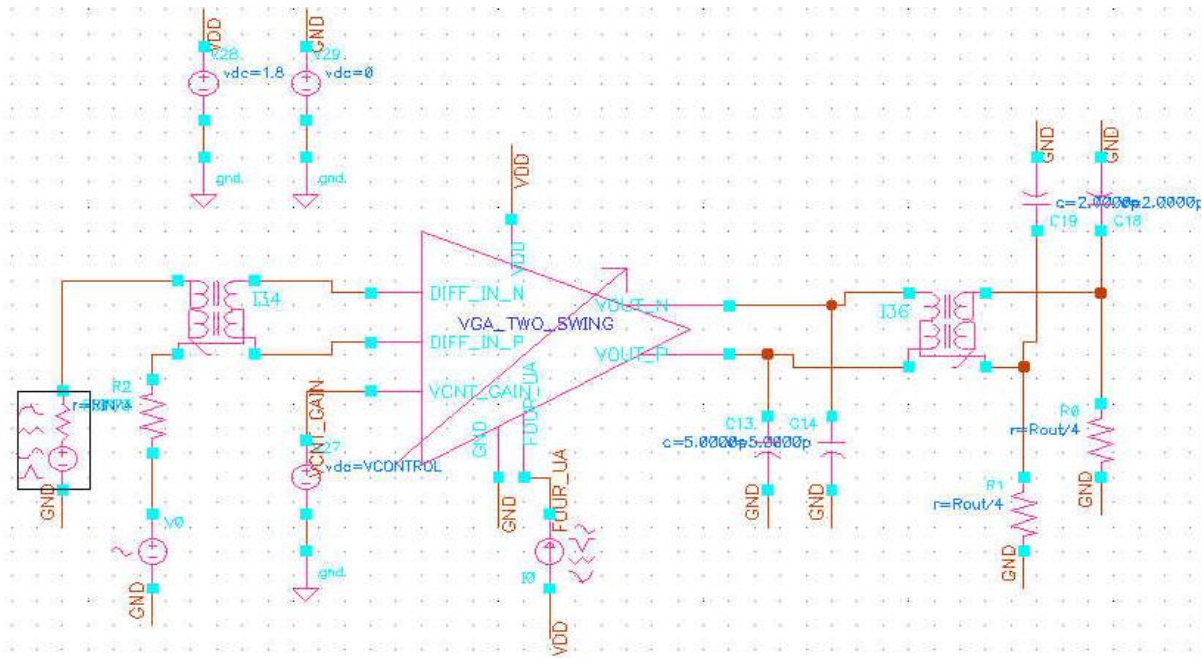 VDD
GND
V28
V29
vdc=1.8
vdc=0
gnd.
gnd.
VDD
GND
GND
c=2.0000p
2.0000p
C19
C18
VDD
I34
DIFF_IN_N
VOUT_N
I36
VGA_TWO_SWING
DIFF_IN_P
VOUT_P
R2
VCNT_GAIN
VCNT_GAIN
GND
FOUR_UA
C13
C14
R0
c=5.0000p
5.0000p
r=Rout/4
vdc=VCONTROL
R1
r=Rout/4
GND
V0
GND
FOUR_UA
GND
GND
GND
gnd.
I0
GND
GND
VDD